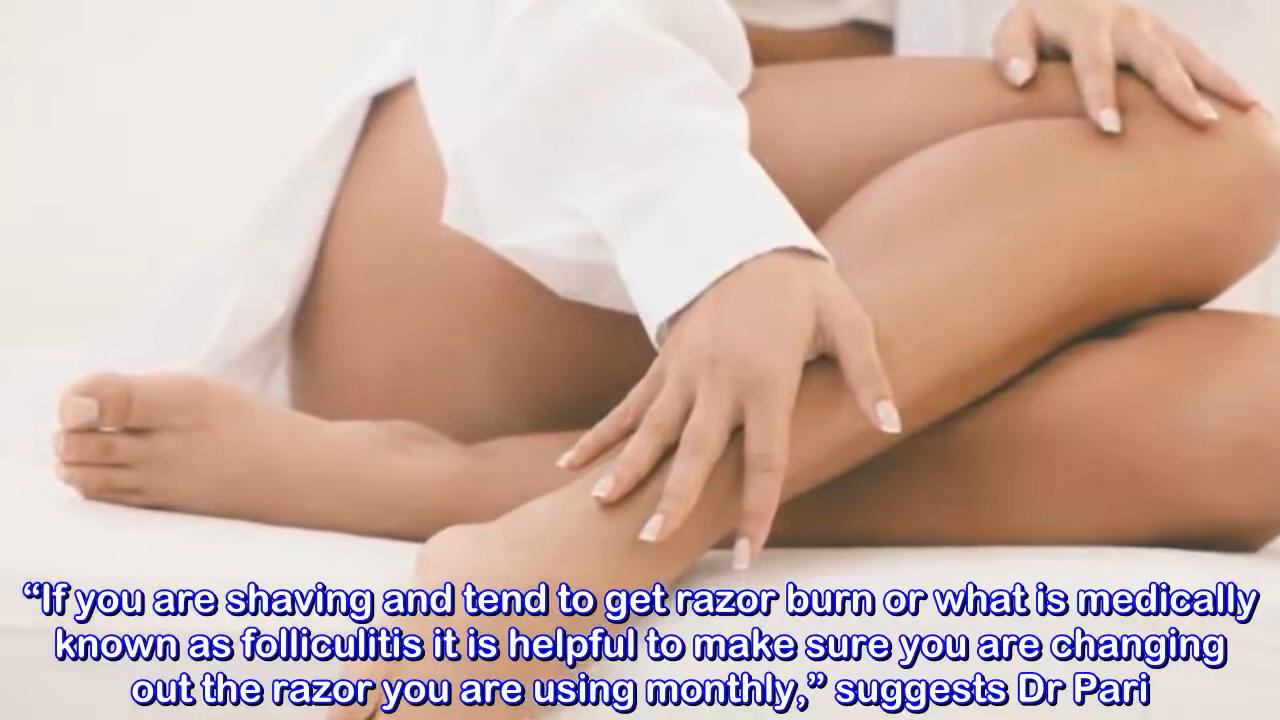 “If you are shaving and tend to get razor burn or what is medically
known as folliculitis it is helpful to make sure you are changing
out the razor you are using monthly,” suggests Dr Pari